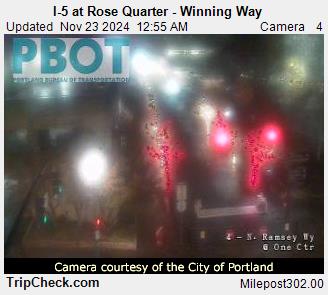 I-5 at Rose Quarter - Winning Way
Updated Nov 23 2024 12:55 AM Camera 4
PBOT
PORTLAND BUREAU OF TRANSPORTATION
4 - N. Ramsey Wy
@ One Ctr
Camera courtesy of the City of Portland
TripCheck.com Milepost302.00